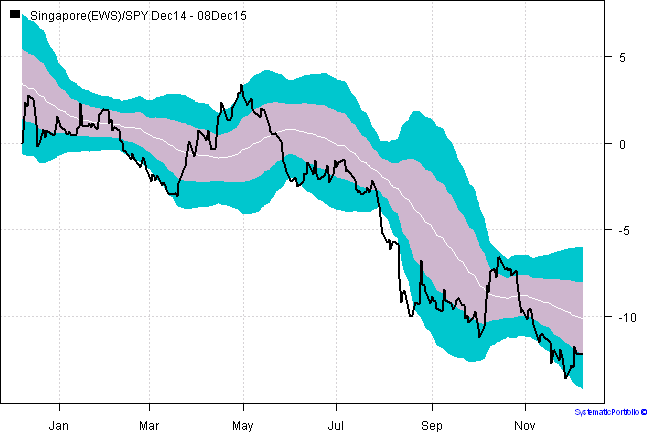 Singapore(EWS)/SPY Dec14 - 08Dec15
5
0
-5
-10
Jan Mar May Jul Sep Nov
SystematicPortfolio ©